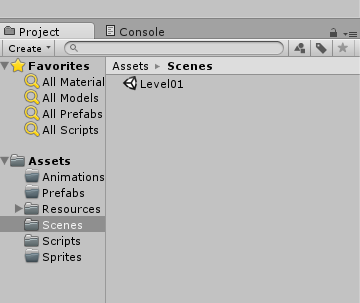 Project
Console
Create
Favorites
All Material
All Models
All Prefabs
All Scripts
Assets
Animations
Prefabs
Resources
Scenes
Scripts
Sprites
Assets Scenes
Level01